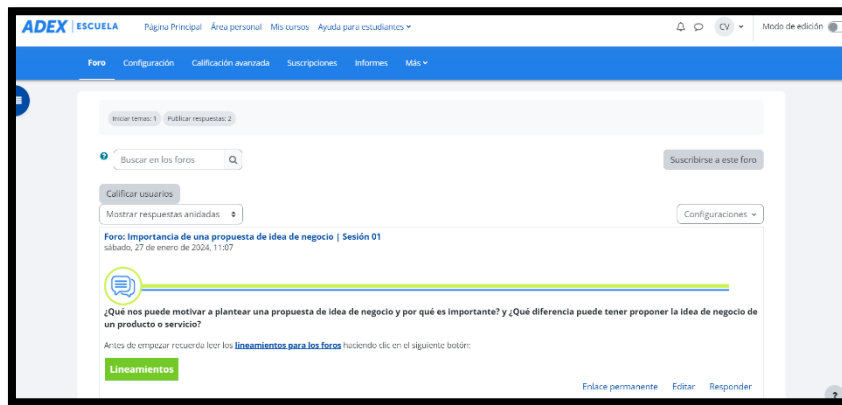 ADEX ESCUELA Página Principal Área personal Mis cursos Ayuda para estudiantes CV Modo de edición
Foro Configuración Calificación avanzada Suscripciones Informes Más
Iniciar temas: 1 Publicar respuestas: 2
? Buscar en los foros Suscribirse a este foro
Calificar usuarios
Mostrar respuestas anidadas Configuraciones
Foro: Importancia de una propuesta de idea de negocio | Sesión 01
sábado, 27 de enero de 2024, 11:07
¿Qué nos puede motivar a plantear una propuesta de idea de negocio y por qué es importante? y ¿Qué diferencia puede tener proponer la idea de negocio de
un producto o servicio?
Antes de empezar recuerda leer los lineamientos para los foros haciendo clic en el siguiente botón:
Lineamientos
Enlace permanente Editar Responder
?